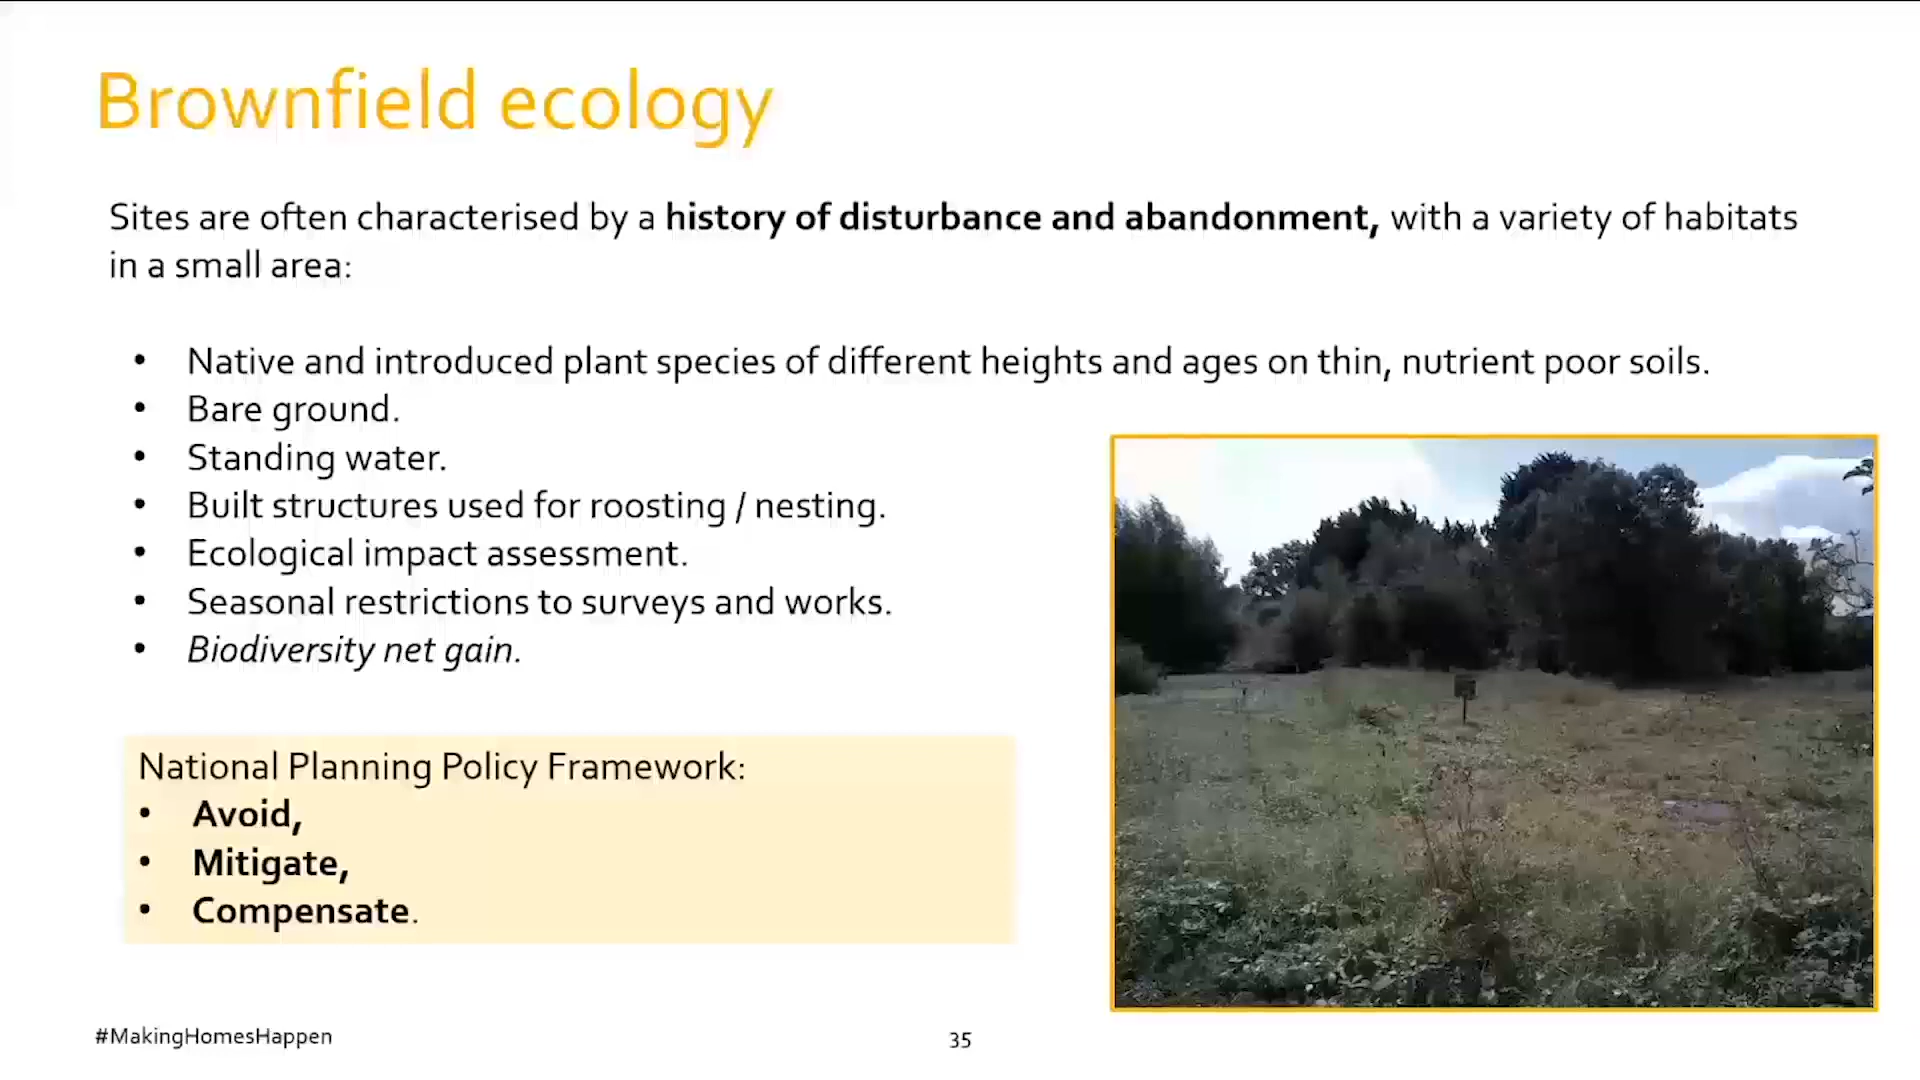 Brownfield ecology
Sites are often characterised by a history of disturbance and abandonment, with a variety of habitats
in a small area:
• Native and introduced plant species of different heights and ages on thin, nutrient poor soils.
• Bare ground.
• Standing water.
• Built structures used for roosting / nesting.
• Ecological impact assessment.
• Seasonal restrictions to surveys and works.
• Biodiversity net gain.
National Planning Policy Framework:
• Avoid,
• Mitigate,
• Compensate.
#MakingHomesHappen
35